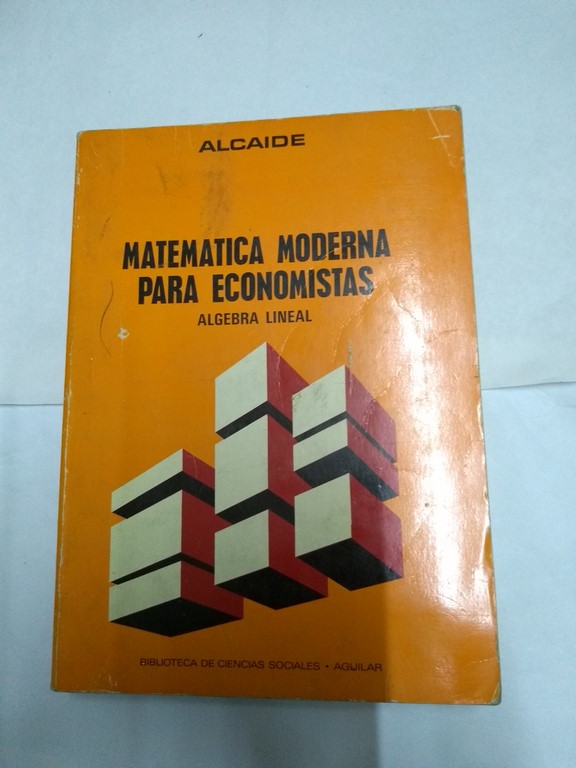 ALCAIDE
MATEMATICA MODERNA
PARA ECONOMISTAS
ALGEBRA LINEAL
BIBLIOTECA DE CIENCIAS SOCIALES • AGUILAR